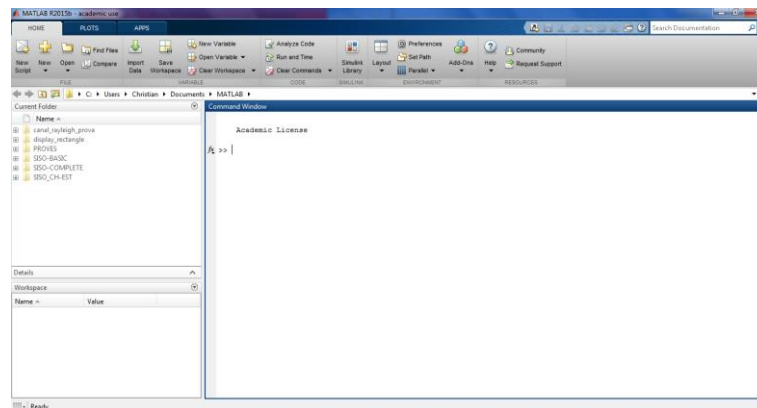 MATLAB R2015b - academic use
HOME PLOTS APPS
Search Documentation
New Script
New
Open
Find Files
Compare
Import Data
Save Workspace
New Variable
Open Variable
Clear Workspace
Analyze Code
Run and Time
Clear Commands
Simulink Library
Layout
Preferences
Set Path
Parallel
Add-Ons
Help
Community
Request Support
FILE VARIABLE CODE SIMULINK ENVIRONMENT RESOURCES
C: Users Christian Documents MATLAB
Current Folder
Name
canal_rayleigh_prova
display_rectangle
PROVES
SISO-BASIC
SISO-COMPLETE
SISO_CH-EST
Details
Workspace
Name Value
Command Window
Academic License
fx >>
Ready